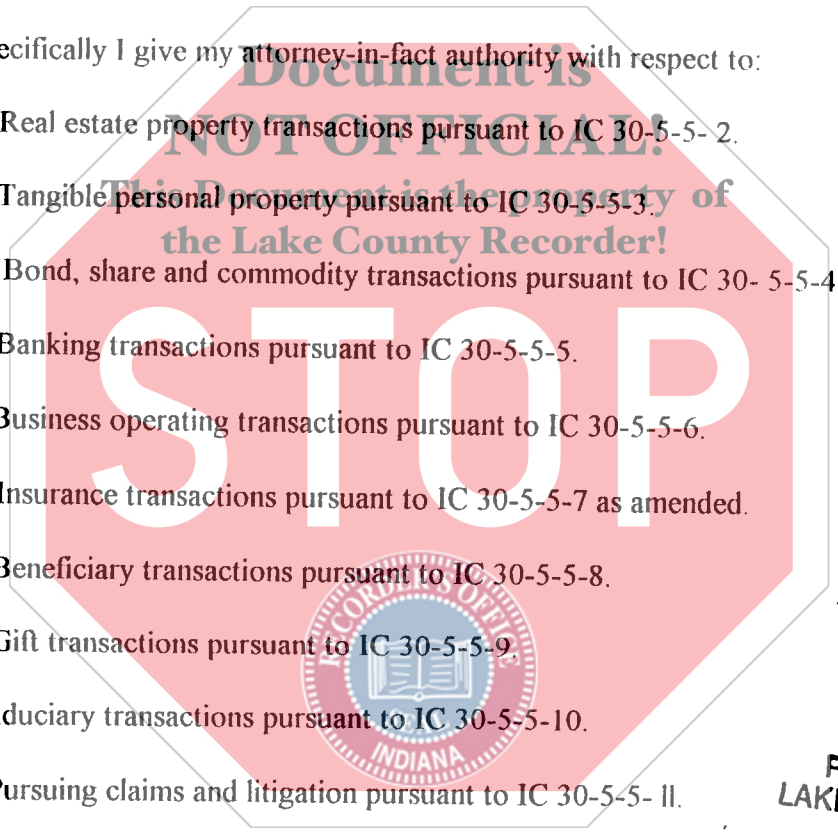 ecifically I give my attorney-in-fact authority with respect to:
Document is
Real estate property transactions pursuant to IC 30-5-5- 2.
NOT OFFICIAL!
Tangible personal property pursuant to IC 30-5-5-3.
This Document is the property of
the Lake County Recorder!
Bond, share and commodity transactions pursuant to IC 30- 5-5-4
Banking transactions pursuant to IC 30-5-5-5.
STOP
Business operating transactions pursuant to IC 30-5-5-6.
Insurance transactions pursuant to IC 30-5-5-7 as amended.
Beneficiary transactions pursuant to IC 30-5-5-8.
RECORDER'S OFFICE
Gift transactions pursuant to IC 30-5-5-9.
duciary transactions pursuant to IC 30-5-5-10.
INDIANA
Pursuing claims and litigation pursuant to IC 30-5-5- ll.
LAK